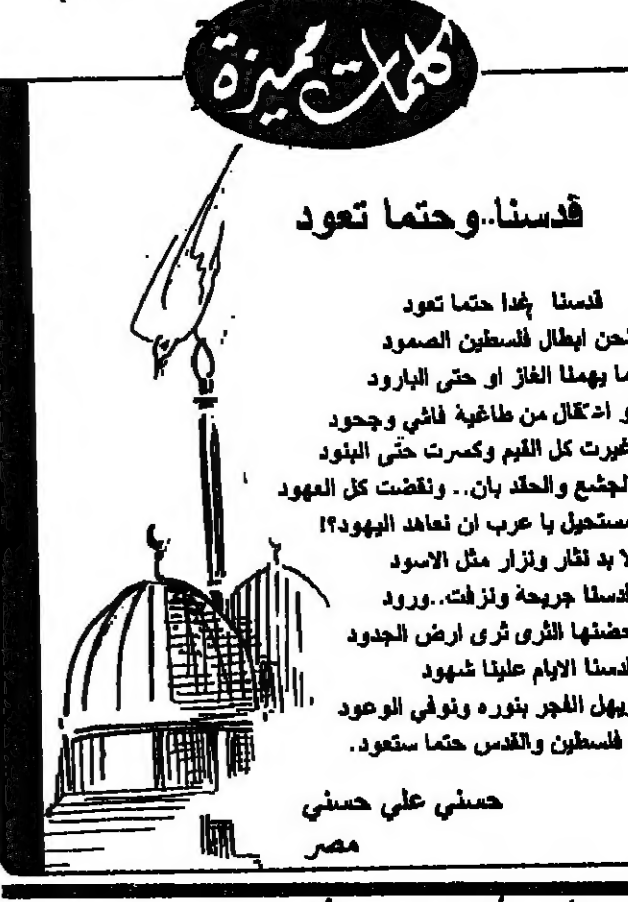 كلمات مميزة
قدسنا..وحتما تعود
قدسنا غدا حتما تعود
نحن ابطال فلسطين الصمود
ما يهمنا الغاز او حتى البارود
و اعتقال من طاغية فاشي وجحود
غيرت كل القيم وكسرت حتى البنود
الجشع والحقد بان.. ونقضت كل العهود
مستحيل يا عرب ان نعاهد اليهود؟!
لا بد نثار ونزار مثل الاسود
قدسنا جريحة ونزفت..ورود
حضنها الثرى ثرى ارض الجدود
قدسنا الايام علينا شهود
ويهل الفجر بنوره ونوفي الوعود
فلسطين والقدس حتما ستعود.
حسني علي حسني
مصر